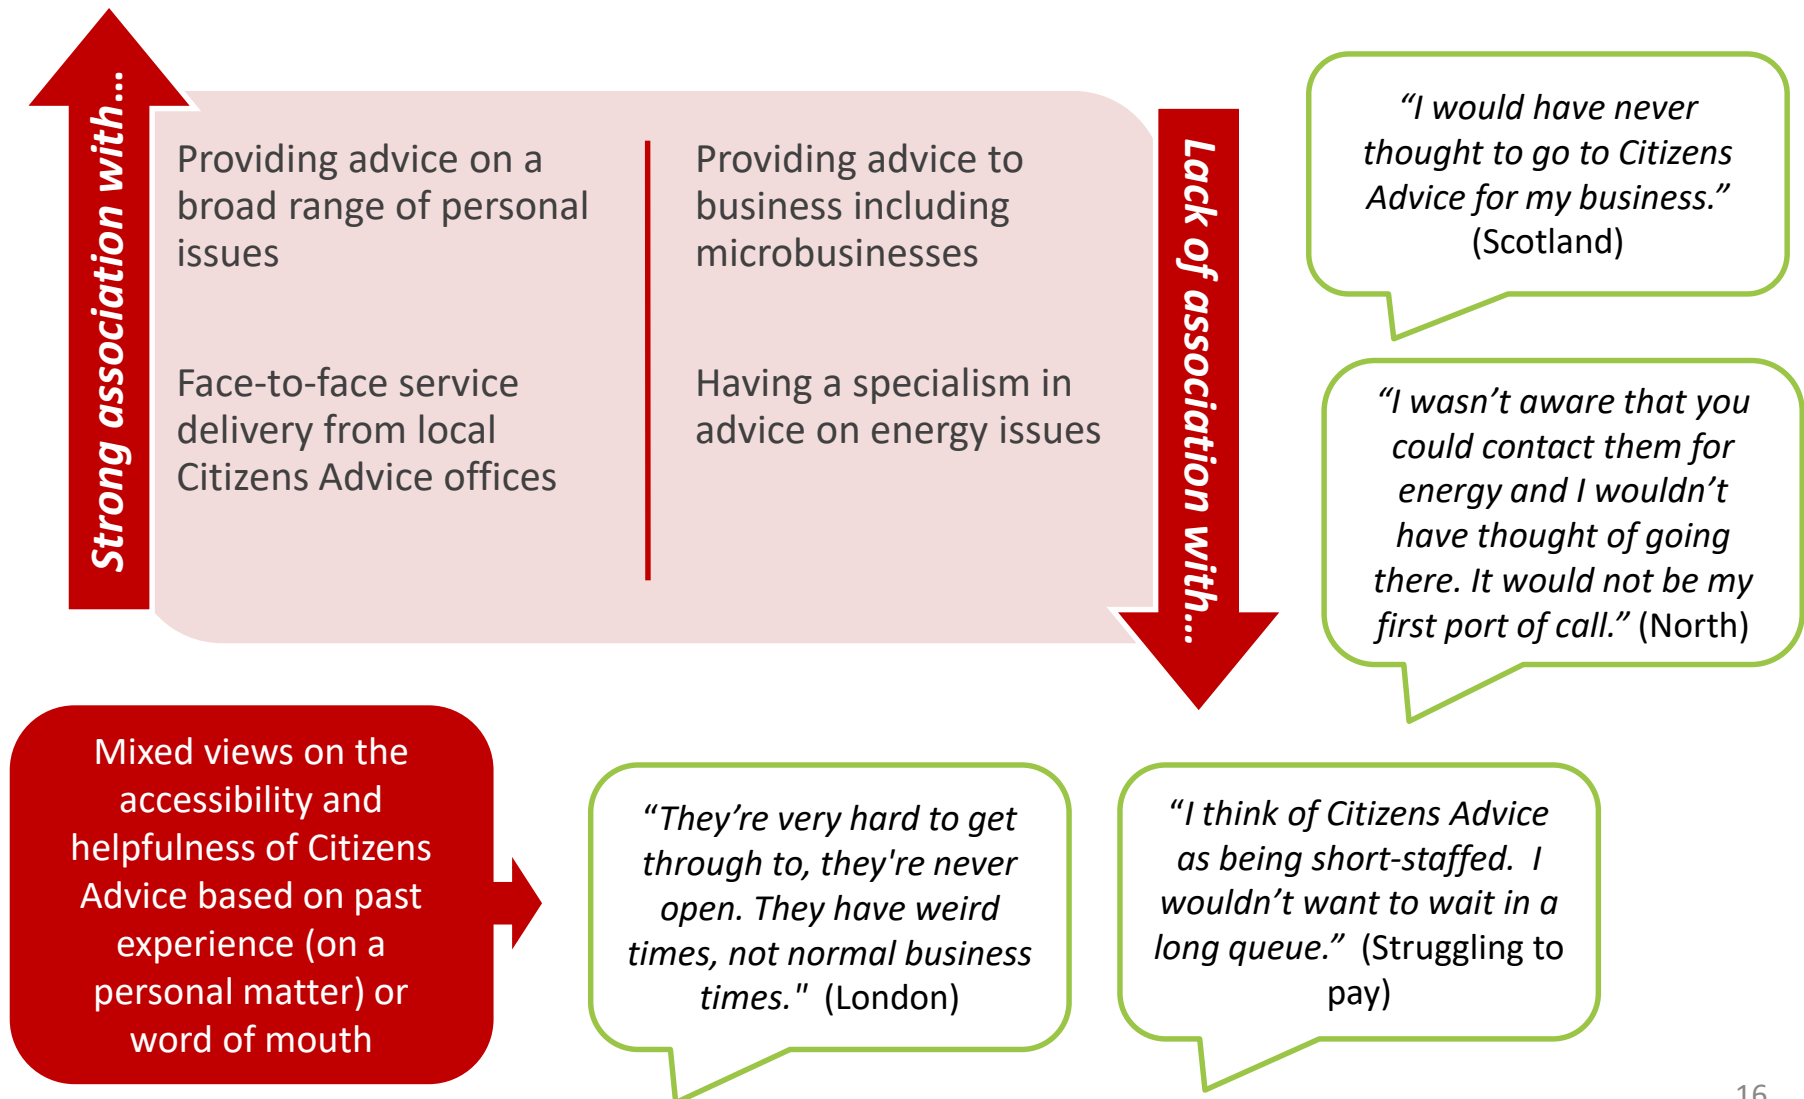 Strong association with...
Providing advice on a
broad range of personal
issues
Face-to-face service
delivery from local
Citizens Advice offices
Providing advice to
business including
microbusinesses
Having a specialism in
advice on energy issues
Lack of association with...
“I would have never
thought to go to Citizens
Advice for my business.”
(Scotland)
“I wasn’t aware that you
could contact them for
energy and I wouldn’t
have thought of going
there. It would not be my
first port of call.” (North)
Mixed views on the
accessibility and
helpfulness of Citizens
Advice based on past
experience (on a
personal matter) or
word of mouth
“They’re very hard to get
through to, they're never
open. They have weird
times, not normal business
times." (London)
“I think of Citizens Advice
as being short-staffed.  I
wouldn’t want to wait in a
long queue.”  (Struggling to
pay)
16